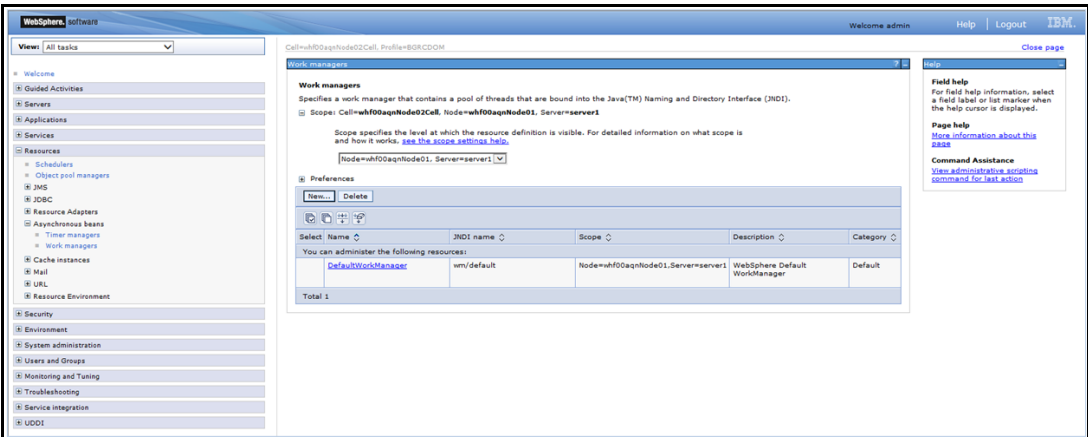 WebSphere. software
Welcome admin
Help | Logout
IBM.
View: All tasks
Cell=whf00aqnNode02Cell, Profile=BGRCDOM
Close page
Welcome
Guided Activities
Servers
Applications
Services
Resources
Schedulers
Object pool managers
JMS
JDBC
Resource Adapters
Asynchronous beans
Timer managers
Work managers
Cache instances
Mail
URL
Resource Environment
Security
Environment
System administration
Users and Groups
Monitoring and Tuning
Troubleshooting
Service integration
UDDI
Work managers
Work managers
Specifies a work manager that contains a pool of threads that are bound into the Java(TM) Naming and Directory Interface (JNDI).
Scope: Cell=whf00aqnNode02Cell, Node=whf00aqnNode01, Server=server1
Scope specifies the level at which the resource definition is visible. For detailed information on what scope is
and how it works, see the scope settings help.
Node=whf00aqnNode01, Server=server1
Preferences
New... Delete
Select Name JNDI name Scope Description Category
You can administer the following resources:
DefaultWorkManager wm/default Node=whf00aqnNode01,Server=server1 WebSphere Default Default
WorkManager
Total 1
Help
Field help
For field help information, select
a field label or list marker when
the help cursor is displayed.
Page help
More information about this
page
Command Assistance
View administrative scripting
command for last action